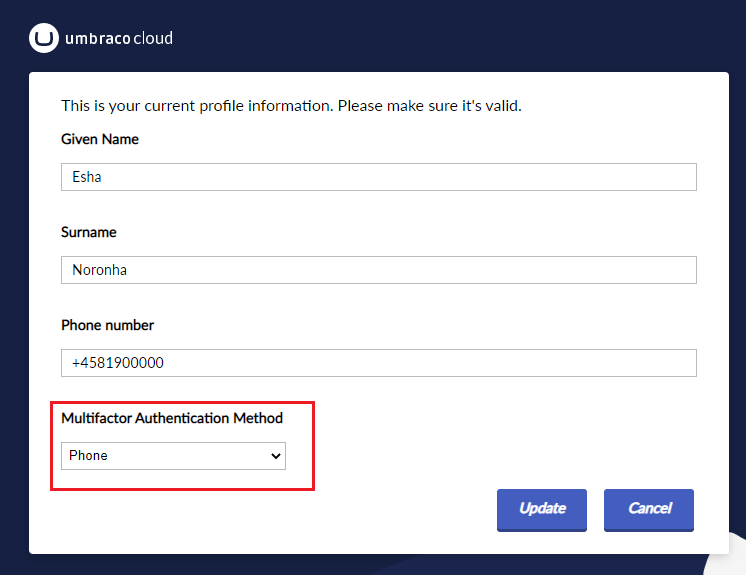 umbraco cloud
This is your current profile information. Please make sure it's valid.
Given Name
Esha
Surname
Noronha
Phone number
+4581900000
Multifactor Authentication Method
Phone
Update Cancel